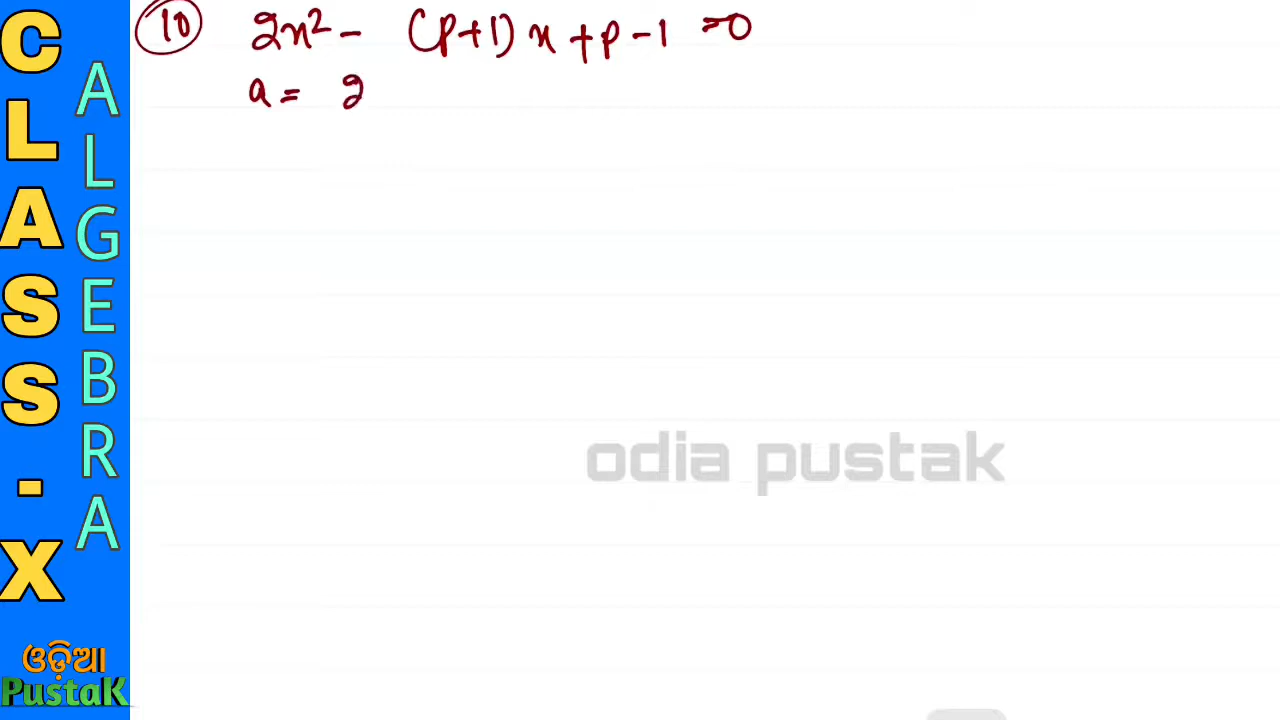 CLASS-X
ALGEBRA
ଓଡ଼ିଆ
PustaK
10 2x² - (p+1)x + p - 1 = 0
a = 2
odia pustak